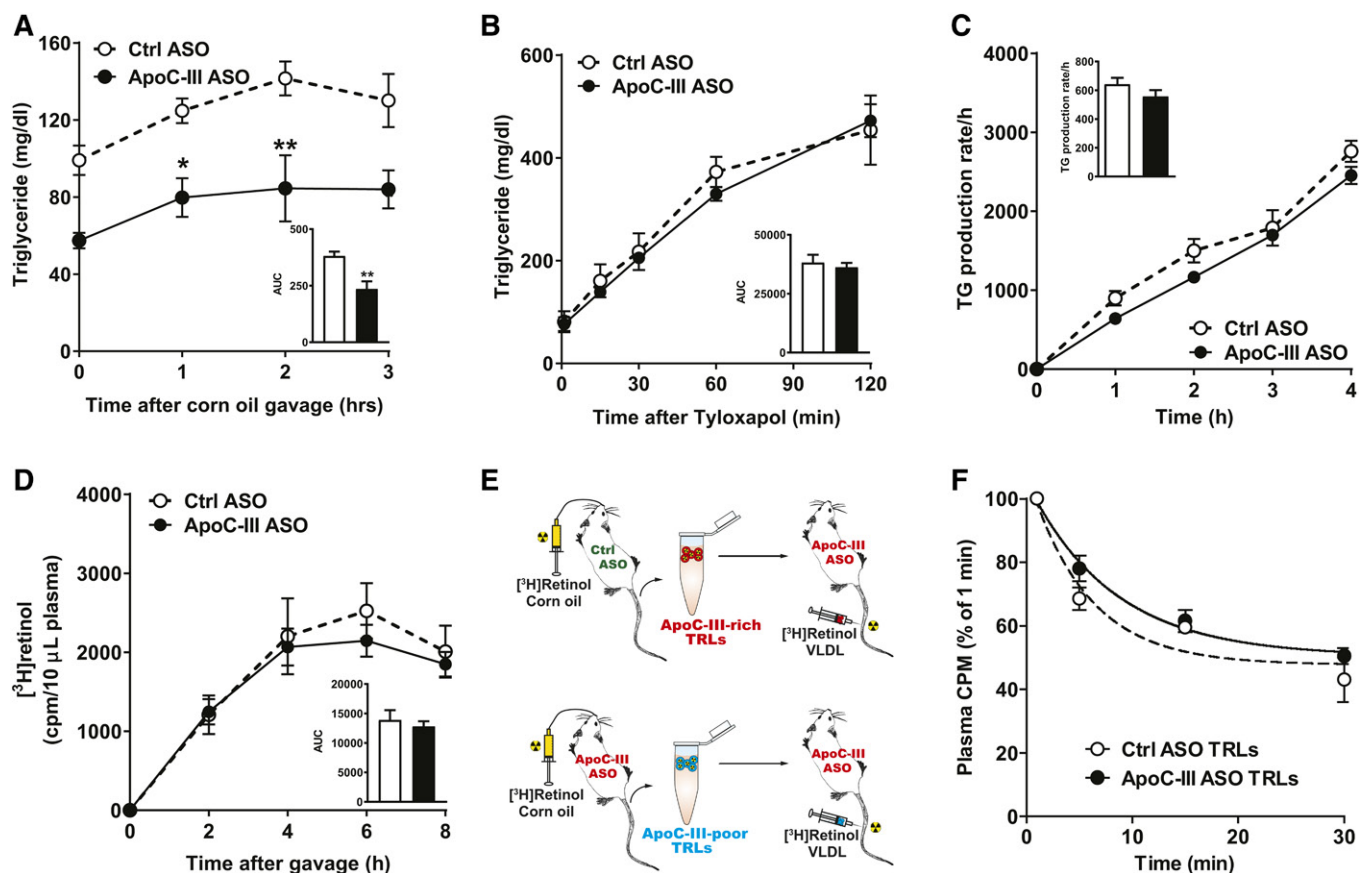 A
160
120
80
40
0
Triglyceride (mg/dl)
Ctrl ASO
ApoC-III ASO
*
**
500
250
0
AUC
**
0 1 2 3
Time after corn oil gavage (hrs)
B
600
400
200
0
Triglyceride (mg/dl)
Ctrl ASO
ApoC-III ASO
50000
25000
0
AUC
0 30 60 90 120
Time after Tyloxapol (min)
C
3000
2000
1000
0
TG production rate/h
800
600
400
200
0
TG production rate/h
Ctrl ASO
ApoC-III ASO
0 1 2 3 4
Time (h)
D
4000
3000
2000
1000
0
[³H]retinol
(cpm/10 µL plasma)
Ctrl ASO
ApoC-III ASO
20000
15000
10000
5000
0
AUC
0 2 4 6 8
Time after gavage (h)
E
Ctrl
ASO
[³H]Retinol
Corn oil
ApoC-III-rich
TRLs
ApoC-III
ASO
[³H]Retinol
VLDL
ApoC-III
ASO
[³H]Retinol
Corn oil
ApoC-III-poor
TRLs
ApoC-III
ASO
[³H]Retinol
VLDL
F
100
80
60
40
20
0
Plasma CPM (% of 1 min)
Ctrl ASO TRLs
ApoC-III ASO TRLs
0 10 20 30
Time (min)